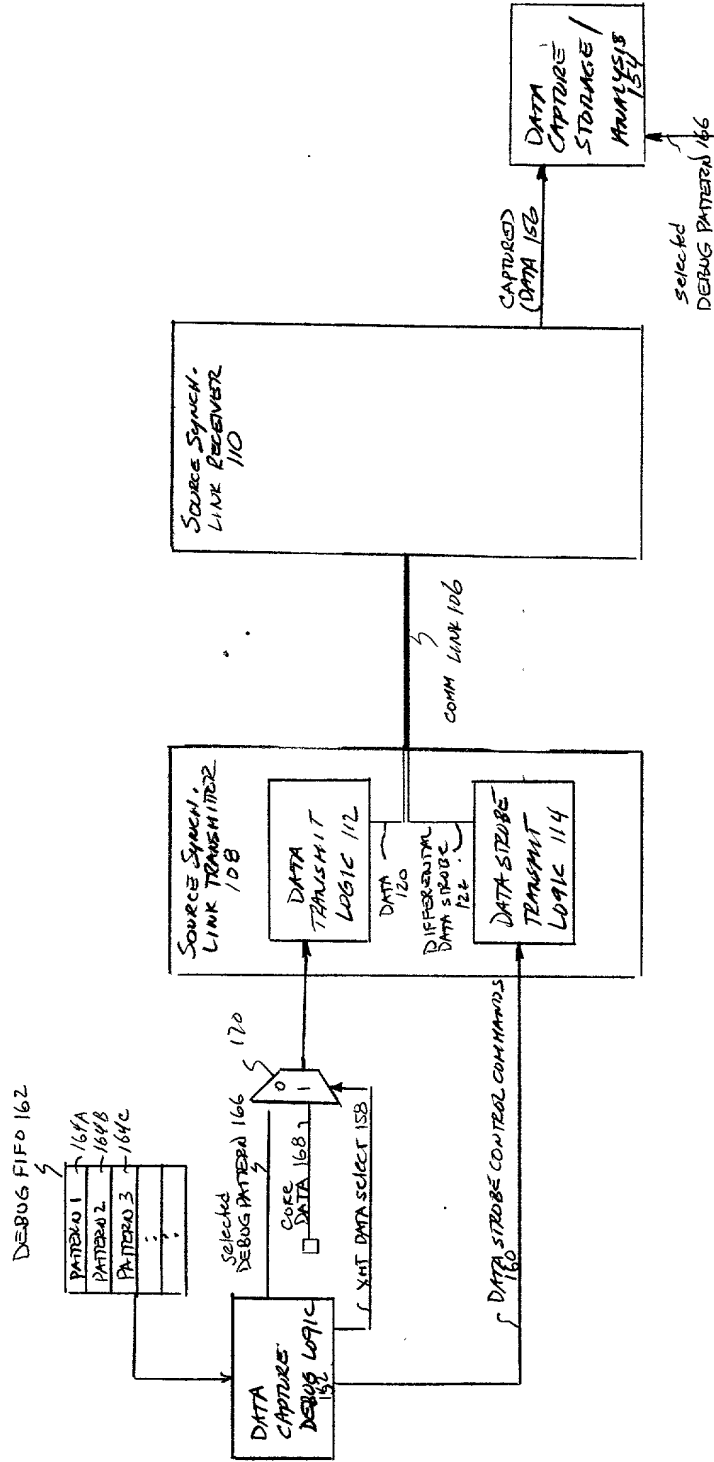 DEBUG FIFO 162
PATTERN 1
164A
PATTERN 2
164B
PATTERN 3
164C
DATA
CAPTURE
DEBUG LOGIC
152
selected
DEBUG PATTERN 166
CORE
DATA 168
XMT DATA SELECT 158
0
1
170
DATA STROBE CONTROL COMMANDS
160
SOURCE SYNCH.
LINK TRANSMITOR
108
DATA
TRANSMIT
LOGIC 112
DATA
120
DIFFERENTIAL
DATA STROBE
122
DATA STROBE
TRANSMIT
LOGIC 114
COMM LINK 106
SOURCE SYNCH.
LINK RECEIVER
110
CAPTURED
DATA 156
DATA
CAPTURE
STORAGE/
ANALYSIS
154
selected
DEBUG PATTERN 166